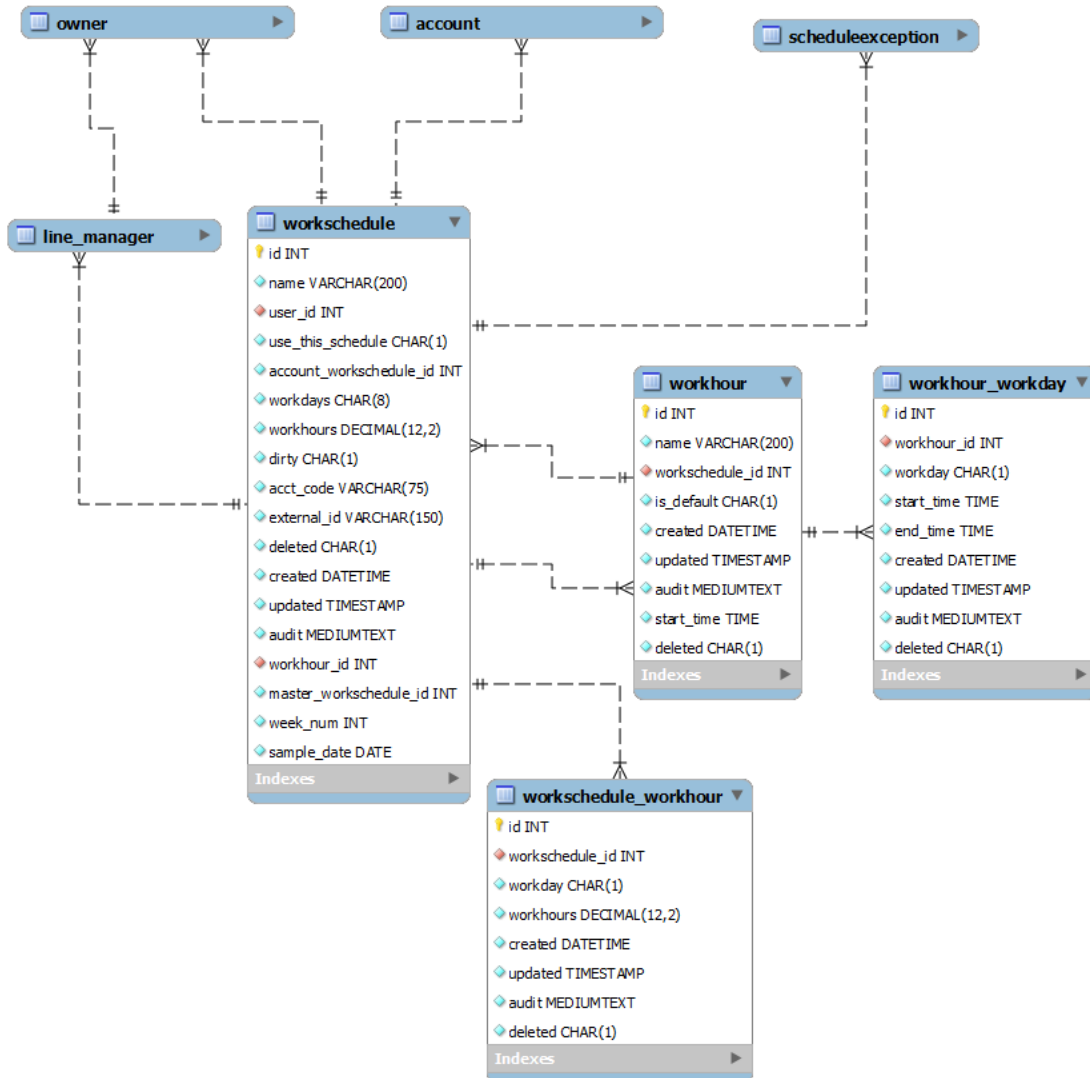 owner
account
scheduleexception
line_manager
workschedule
id INT
name VARCHAR(200)
user_id INT
use_this_schedule CHAR(1)
account_workschedule_id INT
workdays CHAR(8)
workhours DECIMAL(12,2)
dirty CHAR(1)
acct_code VARCHAR(75)
external_id VARCHAR(150)
deleted CHAR(1)
created DATETIME
updated TIMESTAMP
audit MEDIUMTEXT
workhour_id INT
master_workschedule_id INT
week_num INT
sample_date DATE
Indexes
workhour
id INT
name VARCHAR(200)
workschedule_id INT
is_default CHAR(1)
created DATETIME
updated TIMESTAMP
audit MEDIUMTEXT
start_time TIME
deleted CHAR(1)
Indexes
workhour_workday
id INT
workhour_id INT
workday CHAR(1)
start_time TIME
end_time TIME
created DATETIME
updated TIMESTAMP
audit MEDIUMTEXT
deleted CHAR(1)
Indexes
workschedule_workhour
id INT
workschedule_id INT
workday CHAR(1)
workhours DECIMAL(12,2)
created DATETIME
updated TIMESTAMP
audit MEDIUMTEXT
deleted CHAR(1)
Indexes